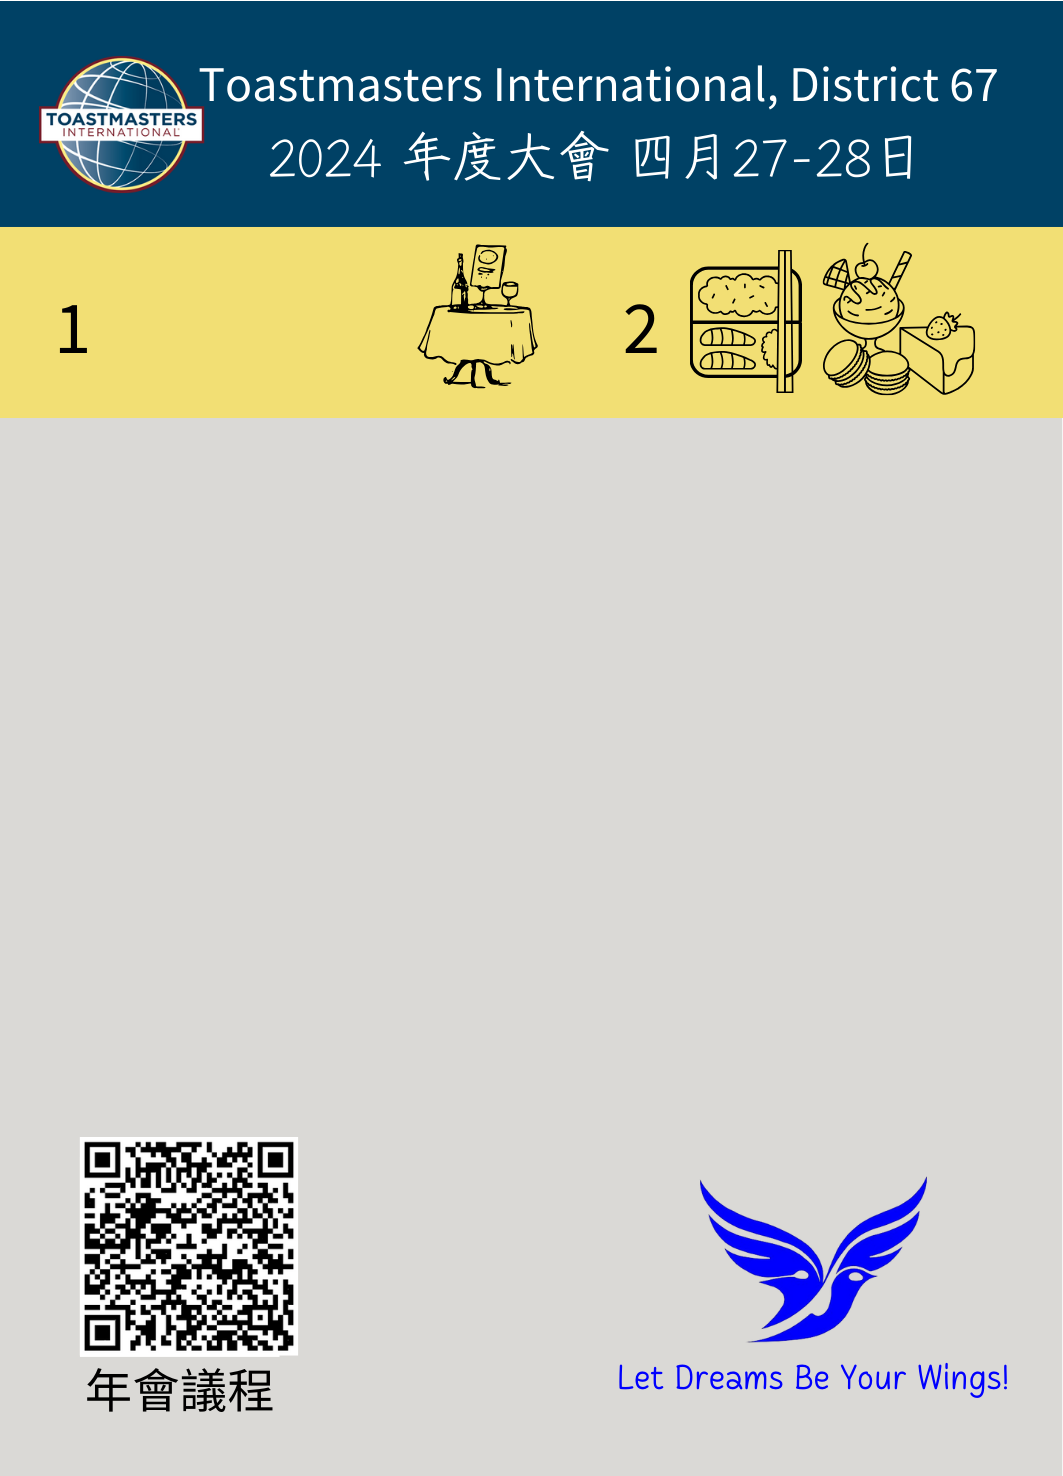 Toastmasters International, District 67
TOASTMASTERS
INTERNATIONAL
2024 年度大會 四月27-28日
1
2
年會議程
Let Dreams Be Your Wings!